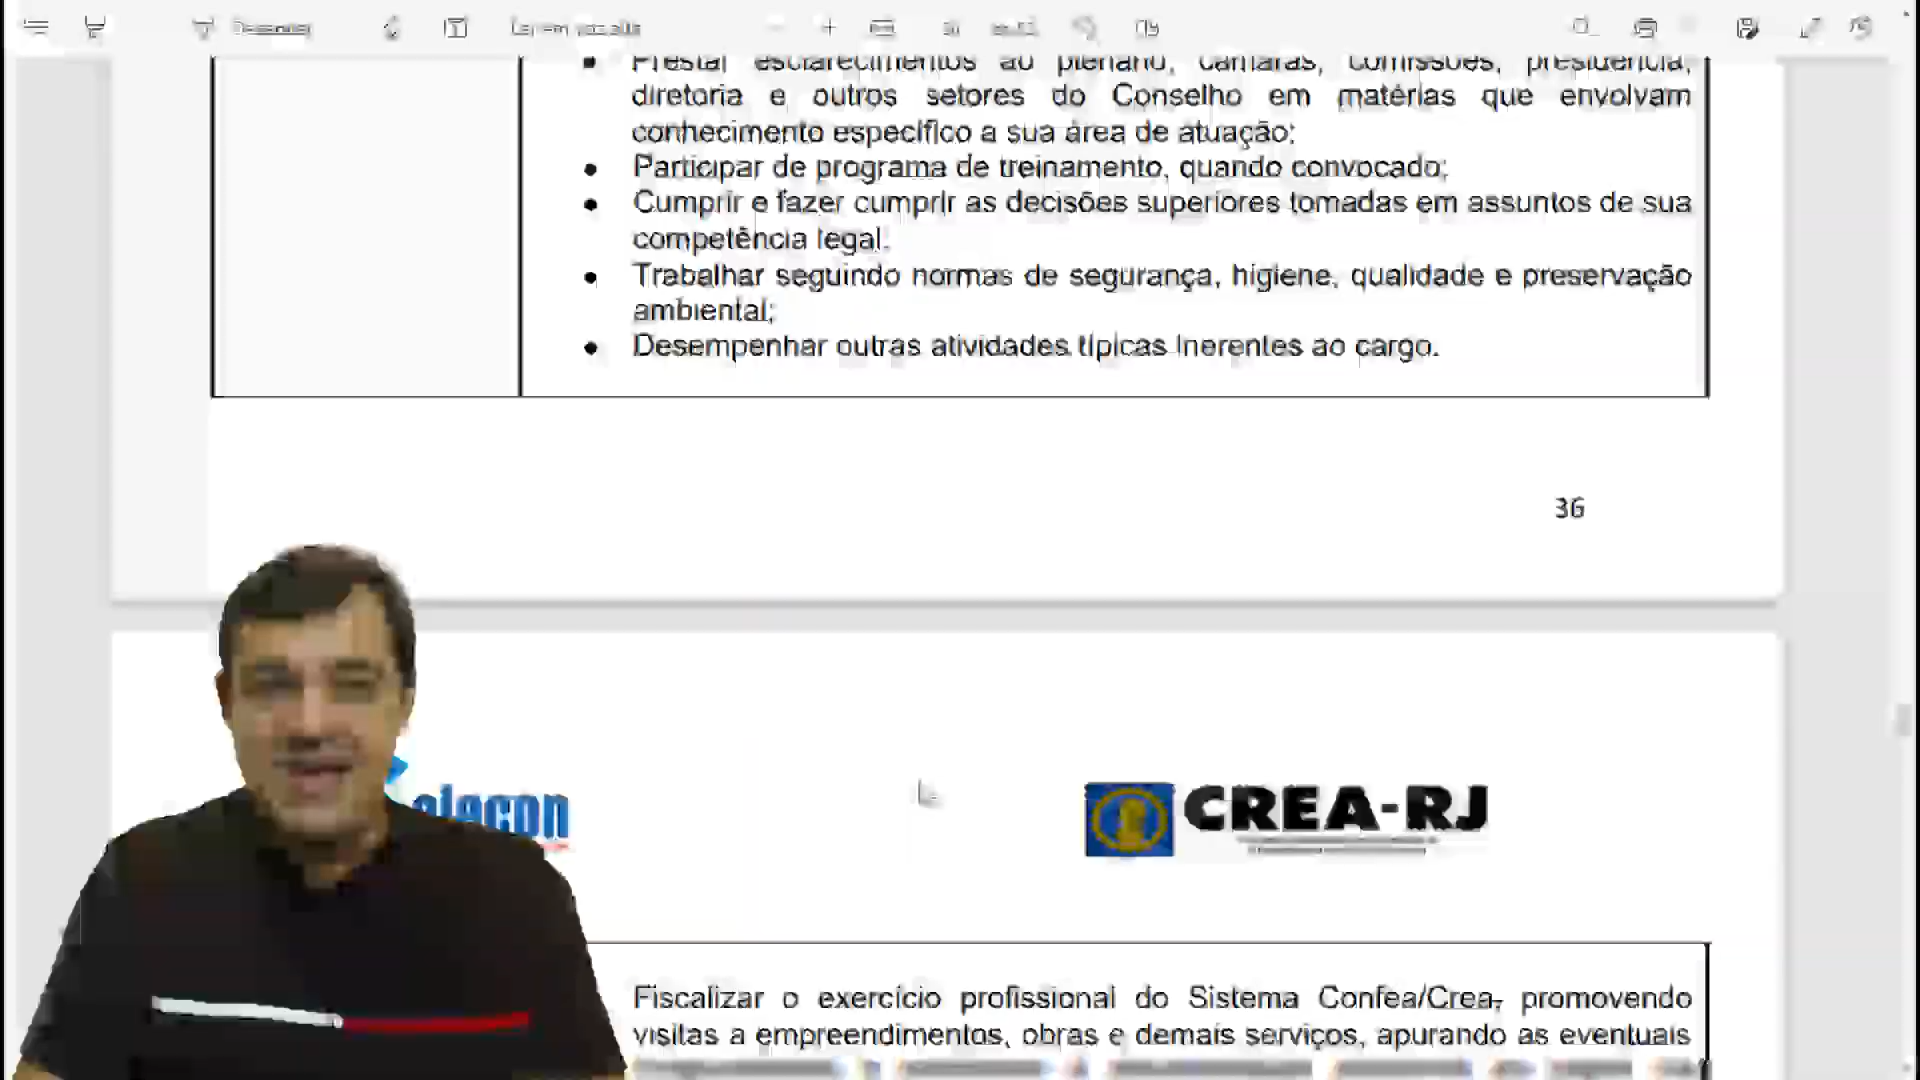 Prestar esclarecimentos ao plenário, câmaras, comissões, presidência,
diretoria e outros setores do Conselho em matérias que envolvam
conhecimento específico a sua área de atuação;
Participar de programa de treinamento, quando convocado;
Cumprir e fazer cumprir as decisões superiores tomadas em assuntos de sua
competência legal.
Trabalhar seguindo normas de segurança, higiene, qualidade e preservação
ambiental;
Desempenhar outras atividades típicas inerentes ao cargo.
36
CREA-RJ
Fiscalizar o exercício profissional do Sistema Confea/Crea, promovendo
visitas a empreendimentos, obras e demais serviços, apurando as eventuais